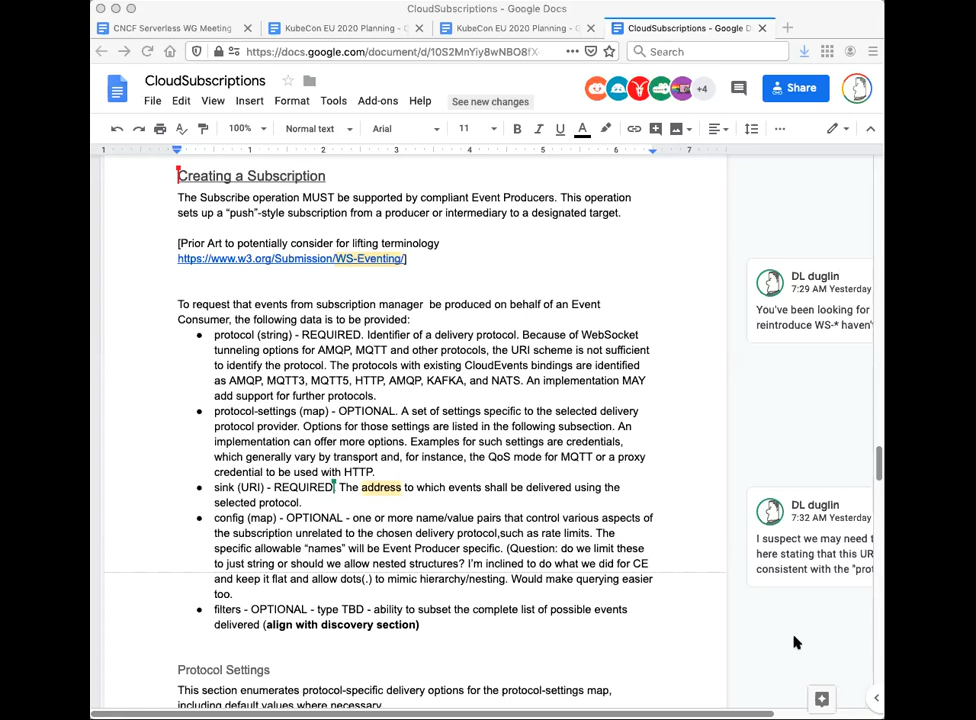 CloudSubscriptions - Google Docs
CNCF Serverless WG Meeting
KubeCon EU 2020 Planning - G
KubeCon EU 2020 Planning - G
CloudSubscriptions - Google D
https://docs.google.com/document/d/10S2MnYiy8wNBO8fX
Search
CloudSubscriptions
File Edit View Insert Format Tools Add-ons Help See new changes
+4
Share
100% Normal text Arial 11 B I U A
1 1 2 3 4 5 6 7
Creating a Subscription
The Subscribe operation MUST be supported by compliant Event Producers. This operation
sets up a “push”-style subscription from a producer or intermediary to a designated target.
[Prior Art to potentially consider for lifting terminology
https://www.w3.org/Submission/WS-Eventing/]
To request that events from subscription manager be produced on behalf of an Event
Consumer, the following data is to be provided:
● protocol (string) - REQUIRED. Identifier of a delivery protocol. Because of WebSocket
tunneling options for AMQP, MQTT and other protocols, the URI scheme is not sufficient
to identify the protocol. The protocols with existing CloudEvents bindings are identified
as AMQP, MQTT3, MQTT5, HTTP, AMQP, KAFKA, and NATS. An implementation MAY
add support for further protocols.
● protocol-settings (map) - OPTIONAL. A set of settings specific to the selected delivery
protocol provider. Options for those settings are listed in the following subsection. An
implementation can offer more options. Examples for such settings are credentials,
which generally vary by transport and, for instance, the QoS mode for MQTT or a proxy
credential to be used with HTTP.
● sink (URI) - REQUIRED. The address to which events shall be delivered using the
selected protocol.
● config (map) - OPTIONAL - one or more name/value pairs that control various aspects of
the subscription unrelated to the chosen delivery protocol,such as rate limits. The
specific allowable “names” will be Event Producer specific. (Question: do we limit these
to just string or should we allow nested structures? I’m inclined to do what we did for CE
and keep it flat and allow dots(.) to mimic hierarchy/nesting. Would make querying easier
too.
● filters - OPTIONAL - type TBD - ability to subset the complete list of possible events
delivered (align with discovery section)
Protocol Settings
This section enumerates protocol-specific delivery options for the protocol-settings map,
including default values where necessary.
DL duglin
7:29 AM Yesterday
You've been looking for
reintroduce WS-* haven'
DL duglin
7:32 AM Yesterday
I suspect we may need t
here stating that this UR
consistent with the "prot